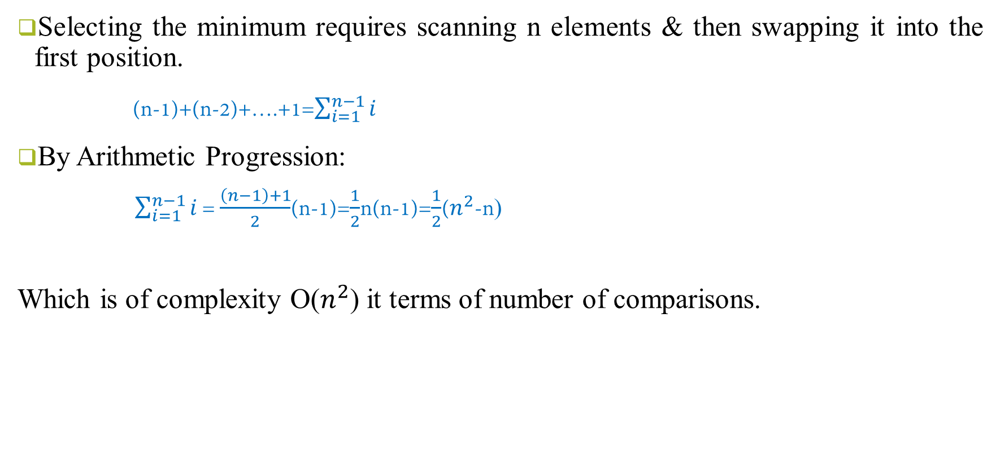 ❑Selecting the minimum requires scanning n elements & then swapping it into the
first position.
(n-1)+(n-2)+....+1=∑_{i=1}^{n−1} i
❑By Arithmetic Progression:
∑_{i=1}^{n−1} i = \frac{(n−1)+1}{2}(n-1)=\frac{1}{2}n(n-1)=\frac{1}{2}(n^2-n)
Which is of complexity O(n^2) it terms of number of comparisons.